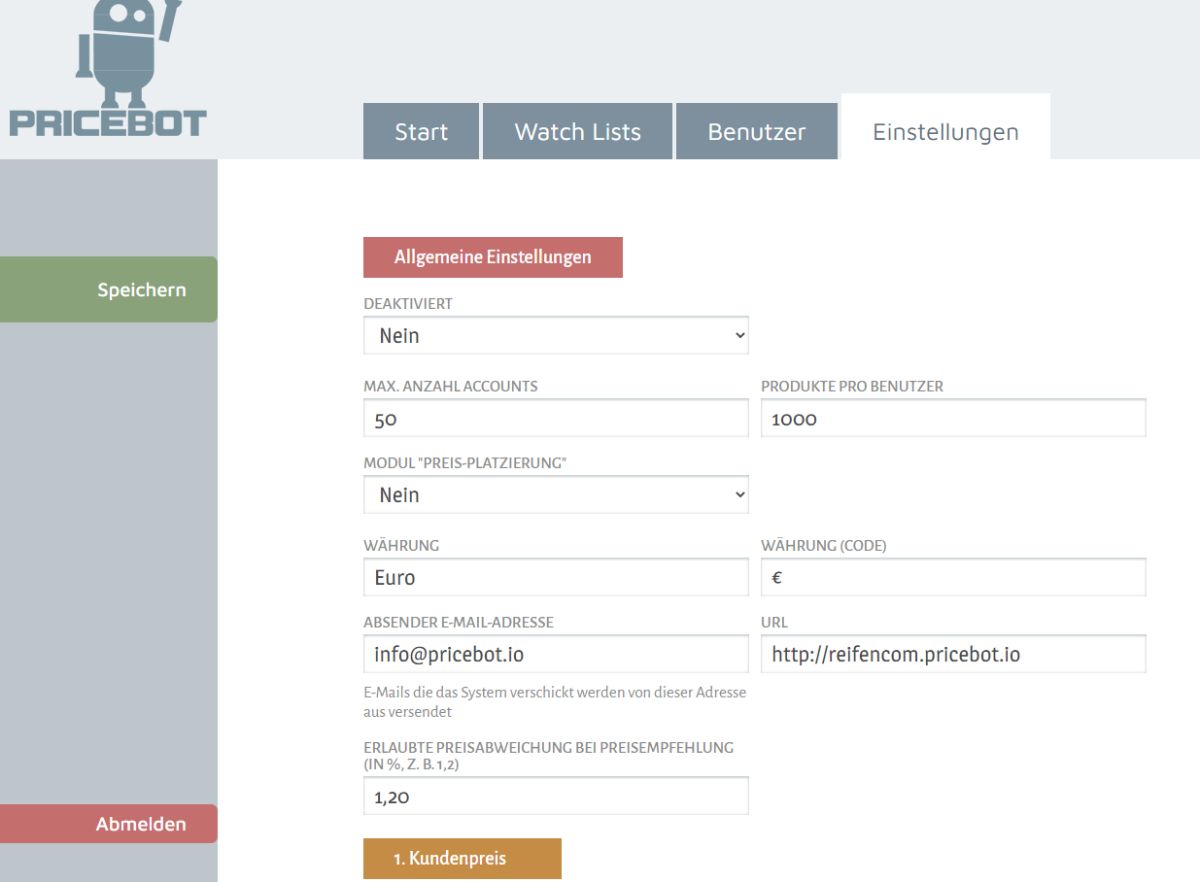 PRICEBOT
Start
Watch Lists
Benutzer
Einstellungen
Speichern
Abmelden
Allgemeine Einstellungen
DEAKTIVIERT
Nein
MAX. ANZAHL ACCOUNTS
50
PRODUKTE PRO BENUTZER
1000
MODUL "PREIS-PLATZIERUNG"
Nein
WÄHRUNG
Euro
WÄHRUNG (CODE)
€
ABSENDER E-MAIL-ADRESSE
info@pricebot.io
E-Mails die das System verschickt werden von dieser Adresse
aus versendet
URL
http://reifencom.pricebot.io
ERLAUBTE PREISABWEICHUNG BEI PREISEMPFEHLUNG
(IN %, Z. B. 1,2)
1,20
1. Kundenpreis